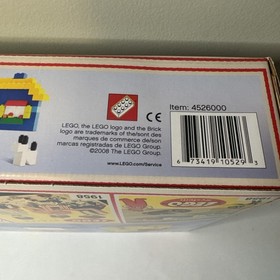 Item: 4526000
LEGO, the LEGO logo and the Brick
logo are trademarks of the/sont des
marques de commerce de/son
marcas registradas de LEGO Group.
©2008 The LEGO Group.
www.LEGO.com/Service
6 73419 10529 3
1958